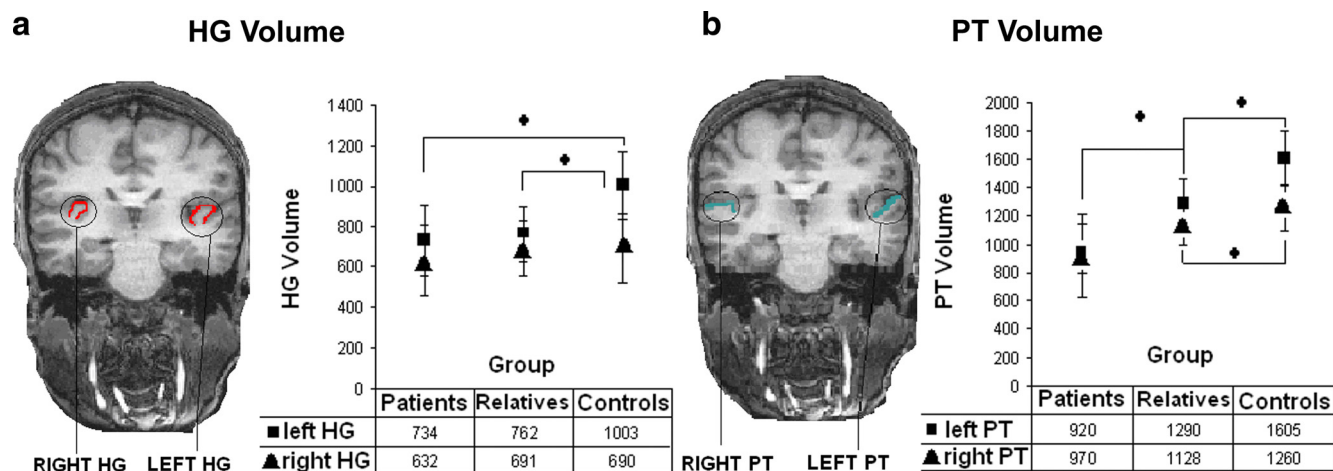 a HG Volume
1400
1200
1000
800
600
400
200
0
HG Volume
Group
Patients Relatives Controls
■ left HG 734 762 1003
▲ right HG 632 691 690
RIGHT HG LEFT HG
b PT Volume
2000
1800
1600
1400
1200
1000
800
600
400
200
0
PT Volume
Group
Patients Relatives Controls
■ left PT 920 1290 1605
▲ right PT 970 1128 1260
RIGHT PT LEFT PT